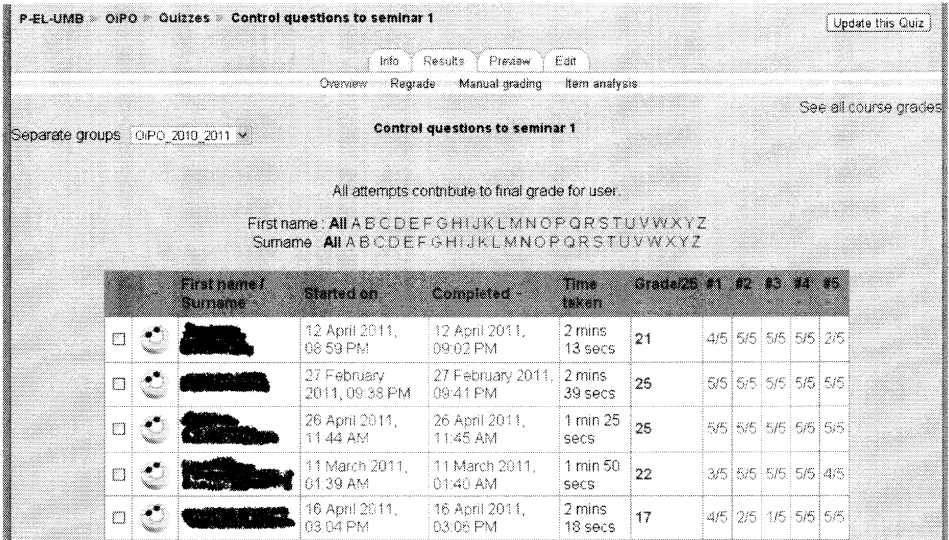 P-EL-UMB ► OiPO ► Quizzes ► Control questions to seminar 1
Update this Quiz
Info Results Preview Edit
Overview Regrade Manual grading Item analysis
See all course grades
Separate groups OiPO_2010_2011
Control questions to seminar 1
All attempts contribute to final grade for user.
First name : All A B C D E F G H I J K L M N O P Q R S T U V W X Y Z
Surname : All A B C D E F G H I J K L M N O P Q R S T U V W X Y Z
First name / Surname Started on Completed Time taken Grade/25 #1 #2 #3 #4 #5
12 April 2011, 08:59 PM 12 April 2011, 09:02 PM 2 mins 13 secs 21 4/5 5/5 5/5 5/5 2/5
27 February 2011, 09:38 PM 27 February 2011, 09:41 PM 2 mins 39 secs 25 5/5 5/5 5/5 5/5 5/5
26 April 2011, 11:44 AM 26 April 2011, 11:45 AM 1 min 25 secs 25 5/5 5/5 5/5 5/5 5/5
11 March 2011, 01:39 AM 11 March 2011, 01:40 AM 1 min 50 secs 22 3/5 5/5 5/5 5/5 4/5
16 April 2011, 03:04 PM 16 April 2011, 03:06 PM 2 mins 18 secs 17 4/5 2/5 1/5 5/5 5/5